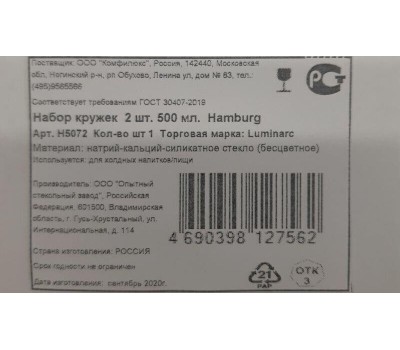 Поставщик: ООО "Комфилюкс", Россия, 142440, Московская
обл. Ногинский р-н, рп.Обухово, Ленина ул, дом № 83, тел.:
(495)9565566
Соответствует требованиям ГОСТ 30407-2019
Набор кружек 2 шт. 500 мл. Hamburg
Арт. H5072 Кол-во шт 1 Торговая марка: Luminarc
Материал: натрий-кальций-силикатное стекло (бесцветное)
Используется: для холодных напитков/пищи
Производитель: ООО «Опытный
стекольный завод», Российская
Федерация, 601500, Владимирская
область, г. Гусь-Хрустальный, ул.
Интернациональная, д. 114
4 690398 127562
Страна изготовления: РОССИЯ
Срок годности не ограничен
Дата изготовления: сентябрь 2020г.
21
PAP
ОТК
3